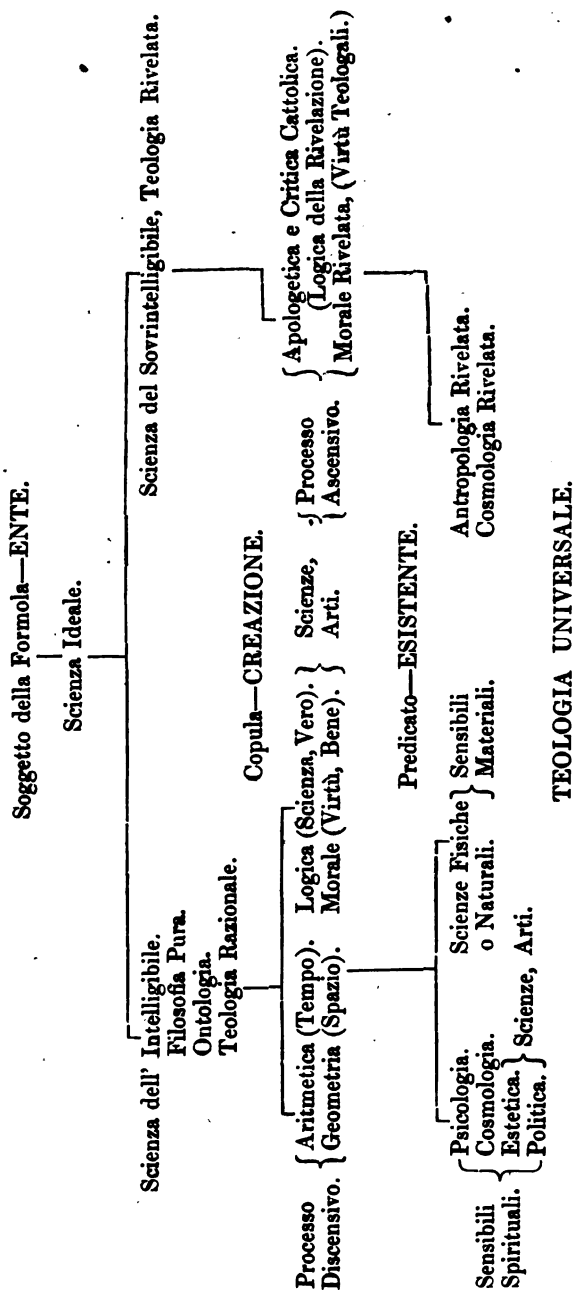 Soggetto della Formola—ENTE.
Scienza Ideale.
Scienza dell' Intelligibile.
Filosofia Pura.
Ontologia.
Teologia Razionale.
Scienza del Sovrintelligibile, Teologia Rivelata.
Copula—CREAZIONE.
Processo
Discensivo.
Aritmetica (Tempo).
Geometria (Spazio).
Logica (Scienza, Vero).
Morale (Virtù, Bene).
Scienze,
Arti.
Processo
Ascensivo.
Apologetica e Critica Cattolica.
(Logica della Rivelazione).
Morale Rivelata, (Virtù Teologali.)
Predicato—ESISTENTE.
Sensibili
Spirituali.
Psicologia.
Cosmologia.
Estetica.
Politica.
Scienze, Arti.
Scienze Fisiche
o Naturali.
Sensibili
Materiali.
Antropologia Rivelata.
Cosmologia Rivelata.
TEOLOGIA UNIVERSALE.